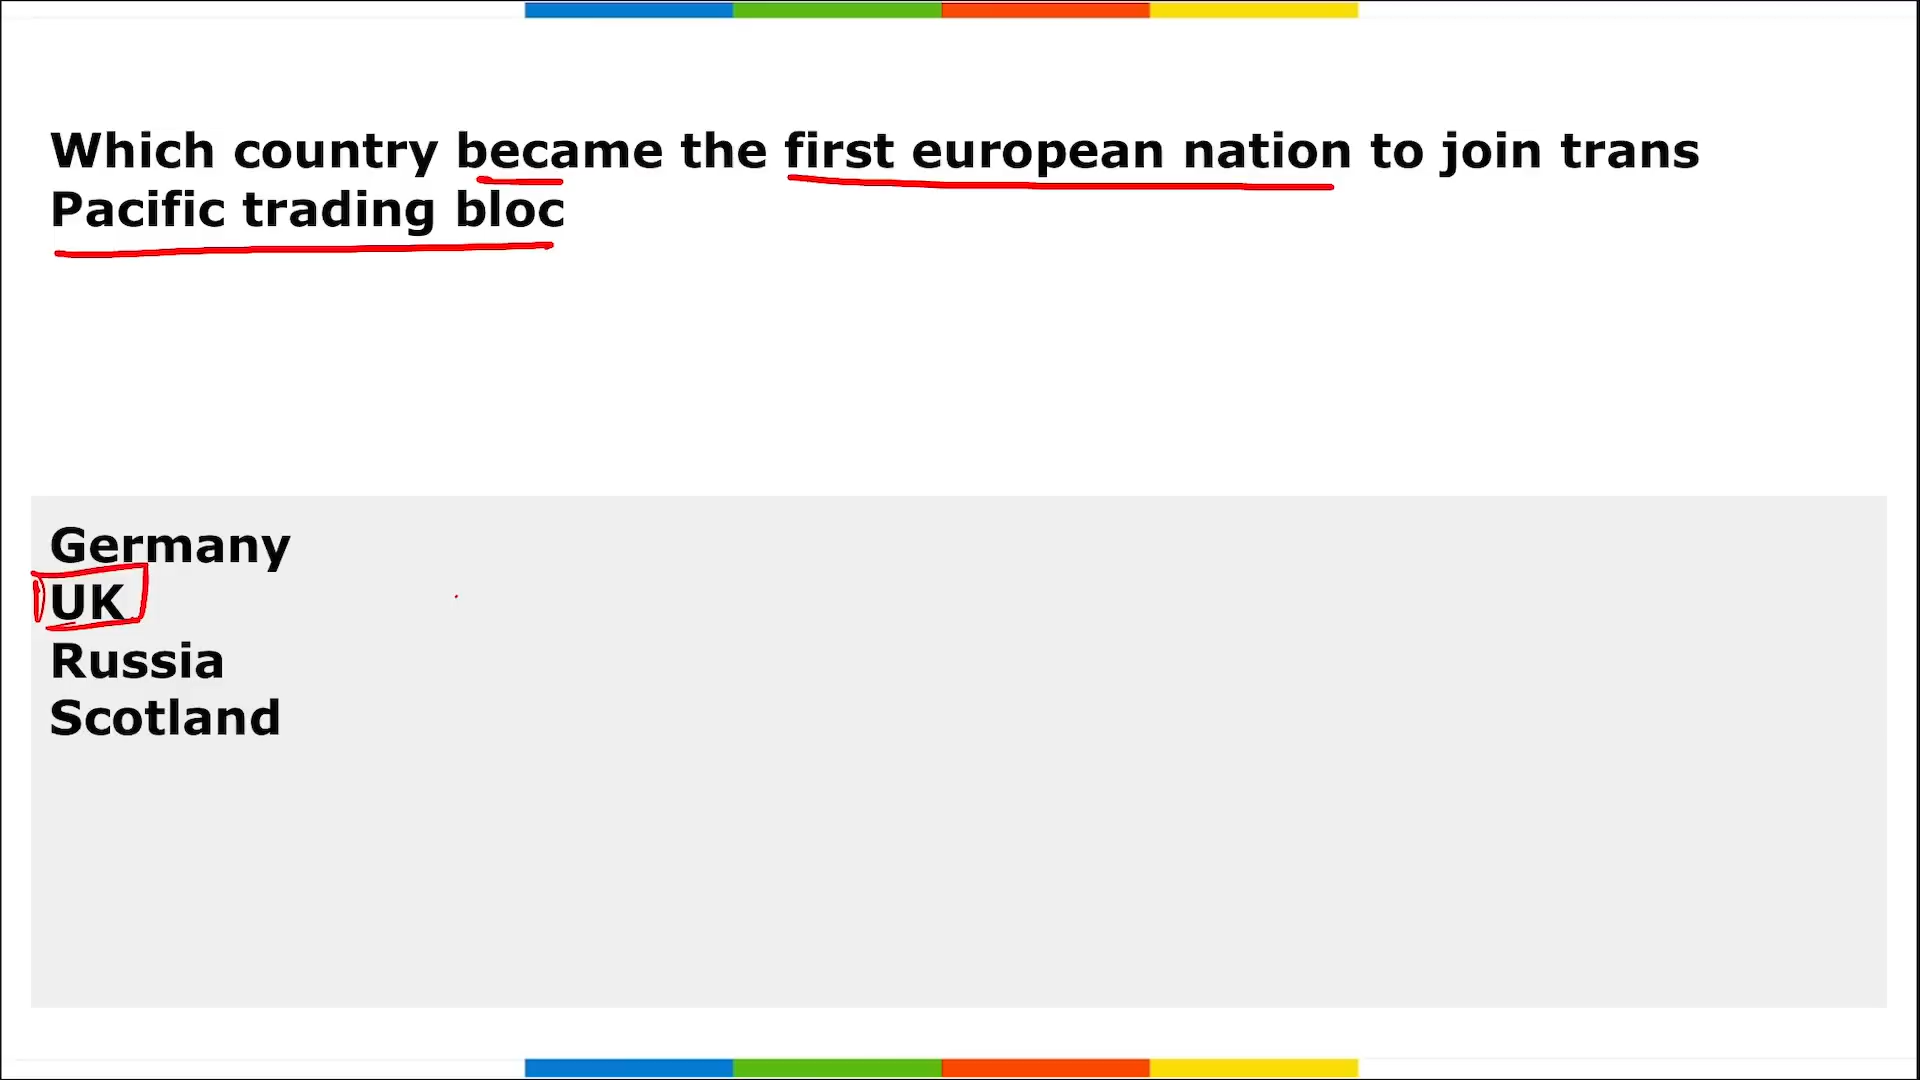 Which country became the first european nation to join trans
Pacific trading bloc
Germany
UK
Russia
Scotland